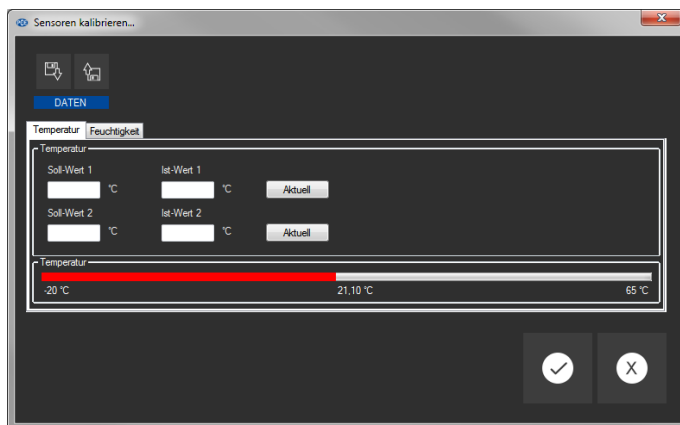 Sensoren kalibrieren...
DATEN
Temperatur Feuchtigkeit
Temperatur
Soll-Wert 1 Ist-Wert 1
°C °C Aktuell
Soll-Wert 2 Ist-Wert 2
°C °C Aktuell
Temperatur
-20 °C 21,10 °C 65 °C
X